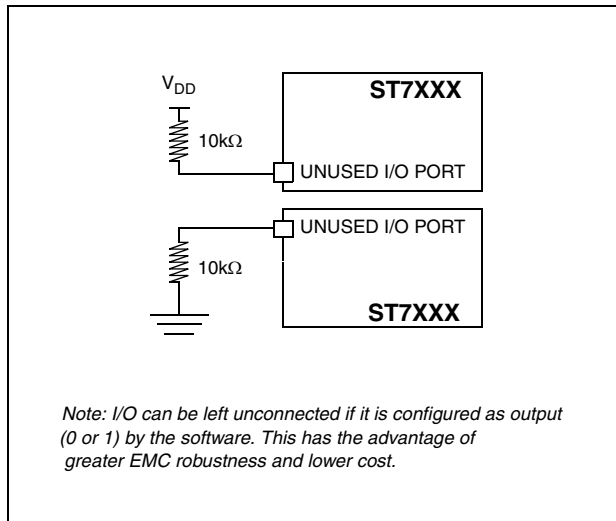 V_DD
ST7XXX
10kΩ
UNUSED I/O PORT
UNUSED I/O PORT
10kΩ
ST7XXX
Note: I/O can be left unconnected if it is configured as output
(0 or 1) by the software. This has the advantage of
greater EMC robustness and lower cost.